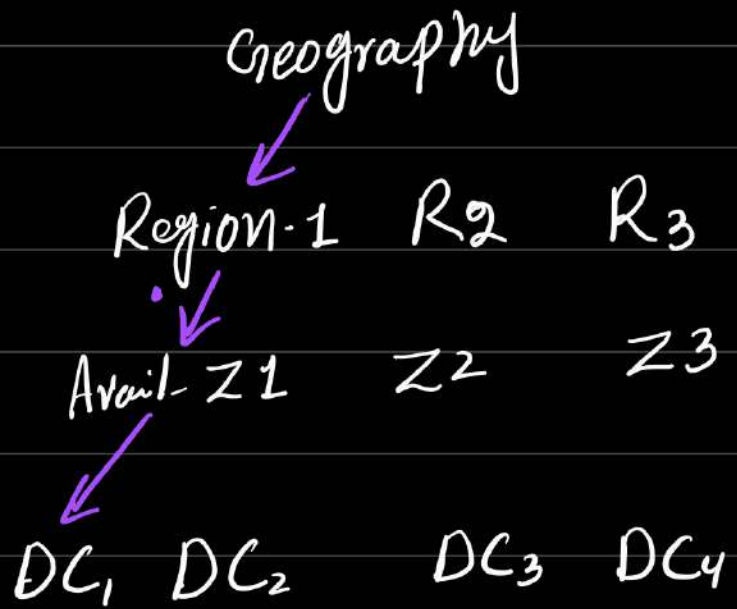 Geography
Region-1 R2 R3
Avail- Z1 Z2 Z3
DC₁ DC₂ DC₃ DC₄